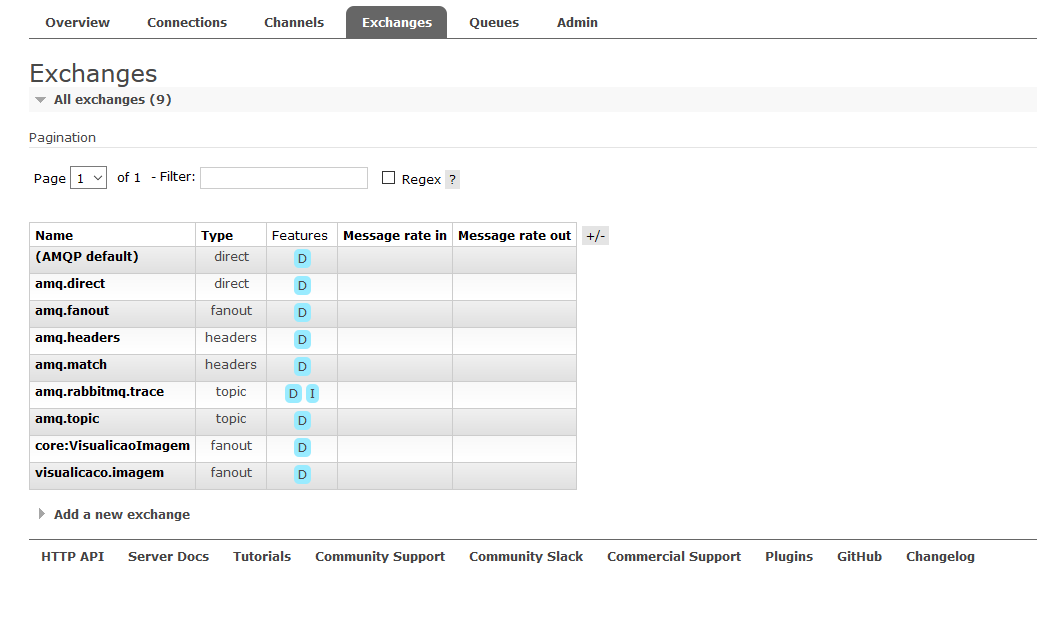 Overview Connections Channels Exchanges Queues Admin
Exchanges
All exchanges (9)
Pagination
Page 1 of 1 - Filter: Regex ?
Name Type Features Message rate in Message rate out +/-
(AMQP default) direct D
amq.direct direct D
amq.fanout fanout D
amq.headers headers D
amq.match headers D
amq.rabbitmq.trace topic D I
amq.topic topic D
core:VisualicaoImagem fanout D
visualicaco.imagem fanout D
Add a new exchange
HTTP API Server Docs Tutorials Community Support Community Slack Commercial Support Plugins GitHub Changelog